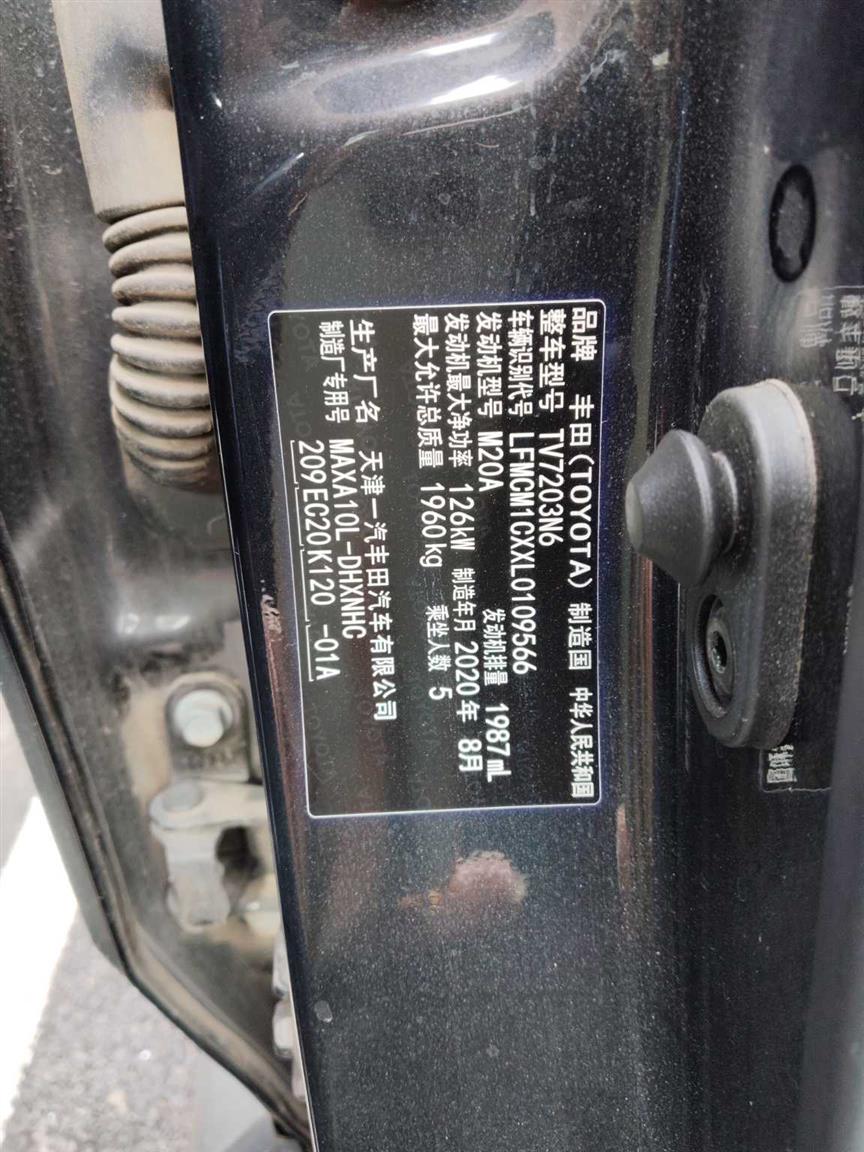 品牌 丰田(TOYOTA) 制造国 中华人民共和国
整车型号 TV7203N6
车辆识别代号 LFMCM1CXXL0109566
发动机型号 M20A 发动机排量 1987mL
发动机最大净功率 126kW 制造年月 2020年 8月
最大允许总质量 1960kg 乘坐人数 5
生产厂名 天津一汽丰田汽车有限公司
制造厂专用号 MAXA10L-DHXNHC
209EC20K120 -01A